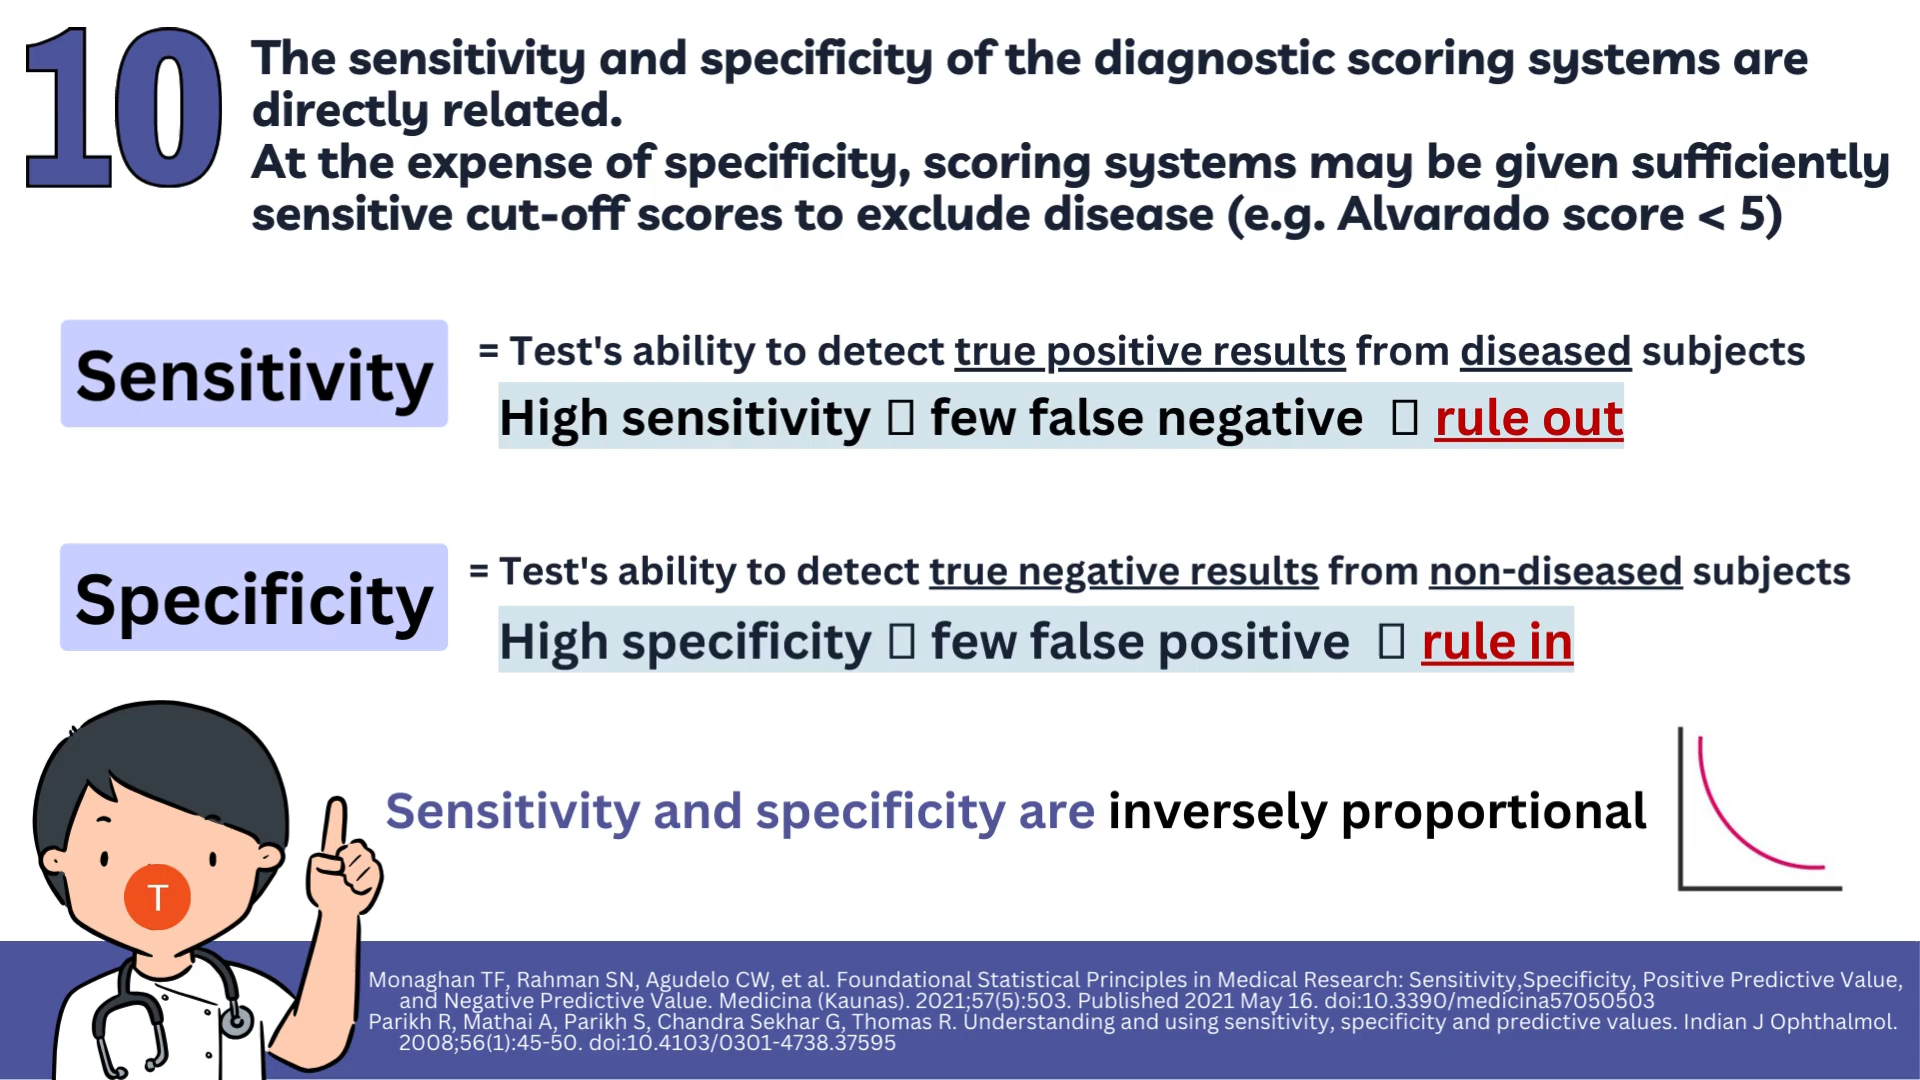 10
The sensitivity and specificity of the diagnostic scoring systems are
directly related.
At the expense of specificity, scoring systems may be given sufficiently
sensitive cut-off scores to exclude disease (e.g. Alvarado score < 5)
Sensitivity
= Test's ability to detect true positive results from diseased subjects
High sensitivity ▯ few false negative ▯ rule out
Specificity
= Test's ability to detect true negative results from non-diseased subjects
High specificity ▯ few false positive ▯ rule in
Sensitivity and specificity are inversely proportional
T
Monaghan TF, Rahman SN, Agudelo CW, et al. Foundational Statistical Principles in Medical Research: Sensitivity,Specificity, Positive Predictive Value,
and Negative Predictive Value. Medicina (Kaunas). 2021;57(5):503. Published 2021 May 16. doi:10.3390/medicina57050503
Parikh R, Mathai A, Parikh S, Chandra Sekhar G, Thomas R. Understanding and using sensitivity, specificity and predictive values. Indian J Ophthalmol.
2008;56(1):45-50. doi:10.4103/0301-4738.37595